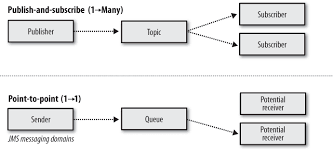 Publish-and-subscribe (1→Many)
Publisher
Topic
Subscriber
Subscriber
Point-to-point (1→1)
Sender
Queue
Potential
receiver
Potential
receiver
JMS messaging domains